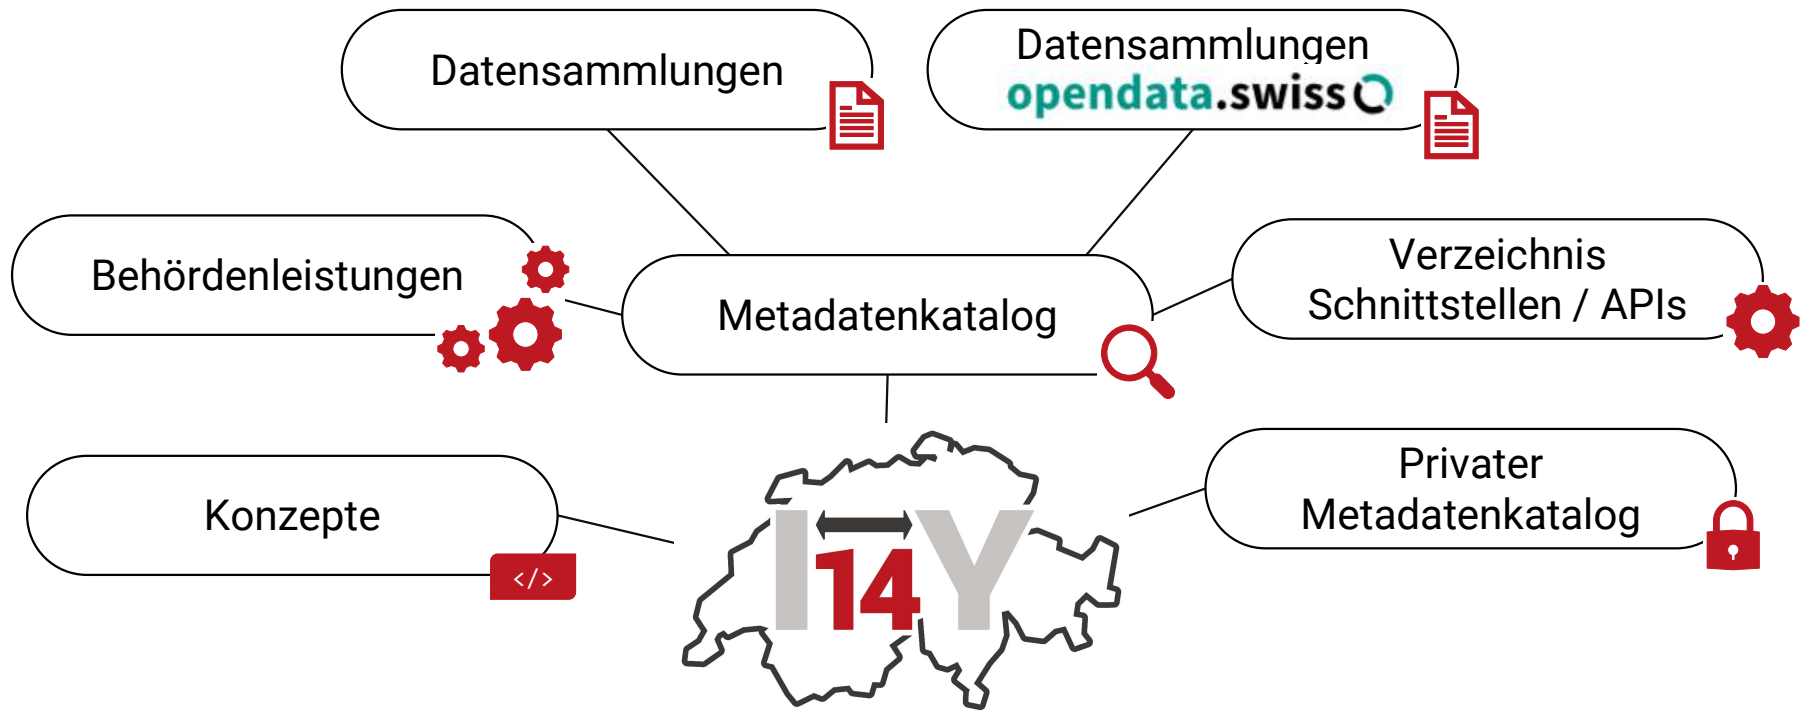 Datensammlungen
Datensammlungen
opendata.swiss
Behördenleistungen
Metadatenkatalog
Verzeichnis
Schnittstellen / APIs
Konzepte
</>
Privater
Metadatenkatalog
I14Y